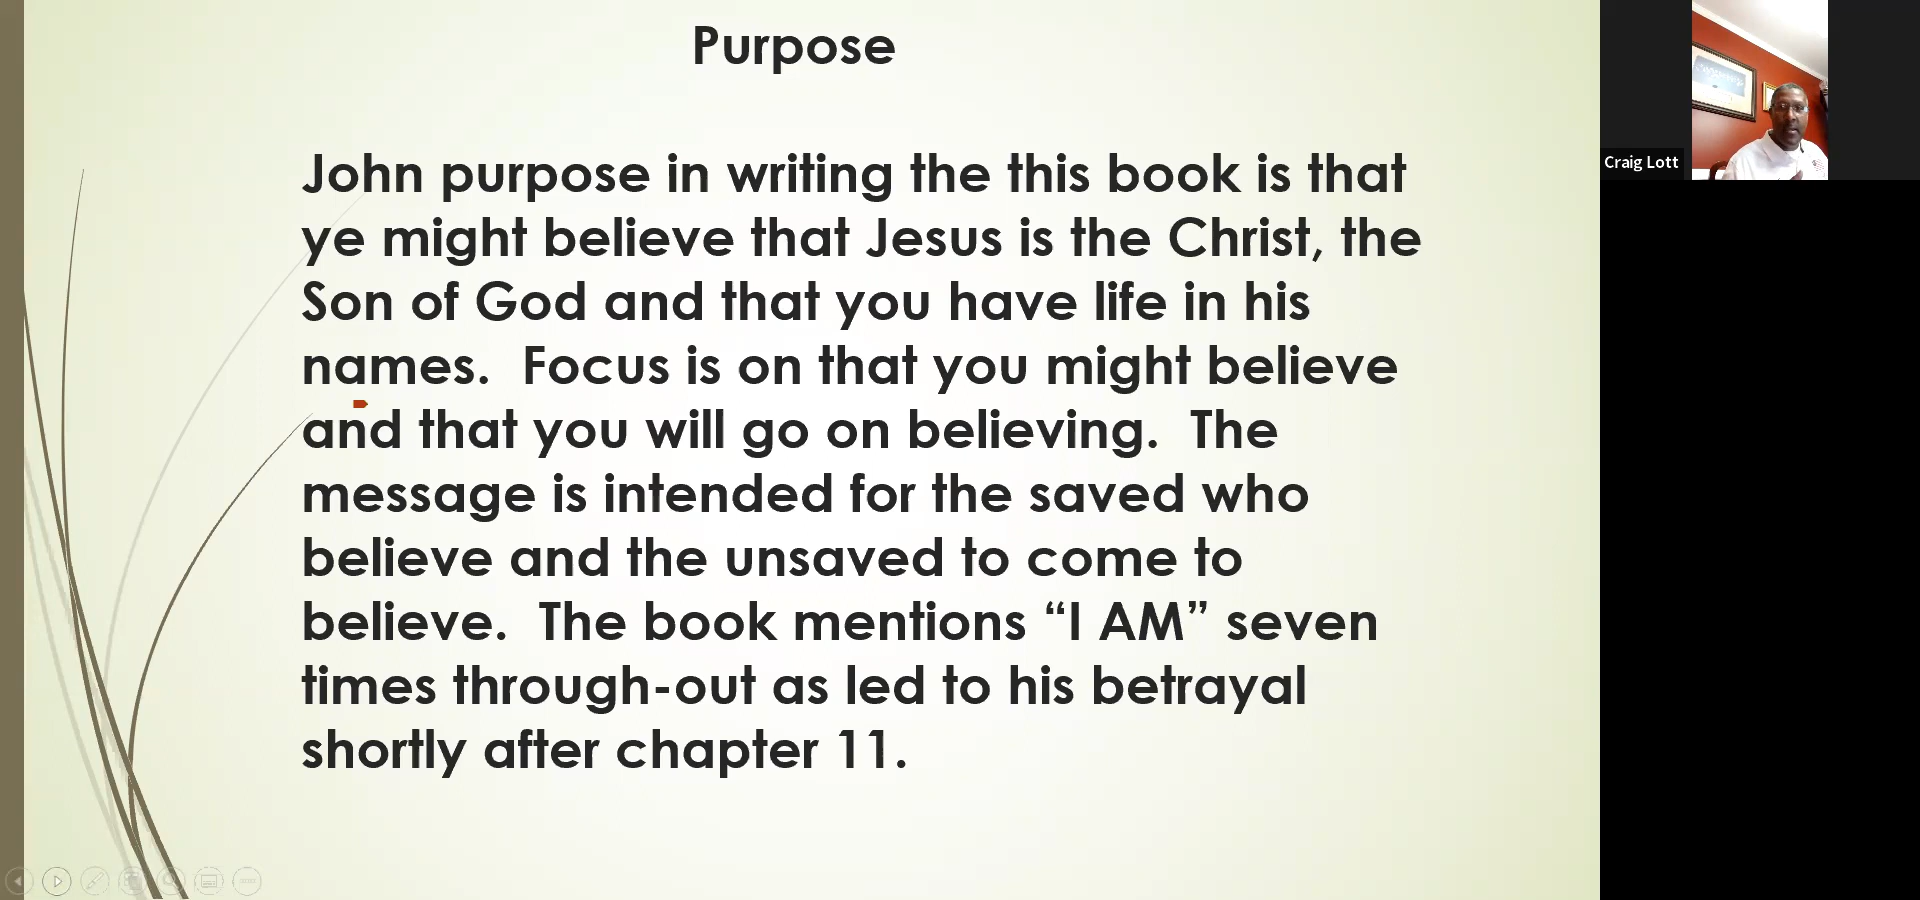 Purpose
John purpose in writing the this book is that
ye might believe that Jesus is the Christ, the
Son of God and that you have life in his
names.  Focus is on that you might believe
and that you will go on believing.  The
message is intended for the saved who
believe and the unsaved to come to
believe.  The book mentions “I AM” seven
times through-out as led to his betrayal
shortly after chapter 11.
Craig Lott